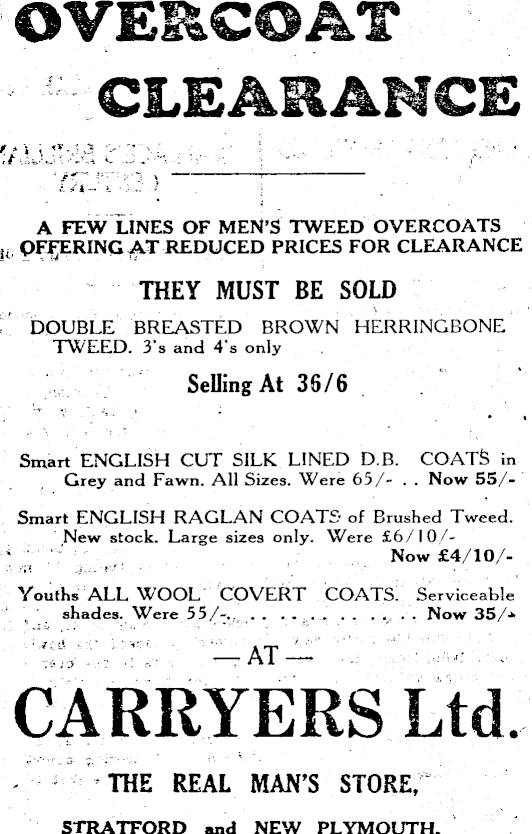 OVERCOAT
CLEARANCE
A FEW LINES OF MEN'S TWEED OVERCOATS
OFFERING AT REDUCED PRICES FOR CLEARANCE
THEY MUST BE SOLD
DOUBLE BREASTED BROWN HERRINGBONE
TWEED. 3's and 4's only
Selling At 36/6
Smart ENGLISH CUT SILK LINED D.B. COATS in
Grey and Fawn. All Sizes. Were 65/- . . Now 55/-
Smart ENGLISH RAGLAN COATS of Brushed Tweed.
New stock. Large sizes only. Were £6/10/-
Now £4/10/-
Youths ALL WOOL COVERT COATS. Serviceable
shades. Were 55/- . . . . . . . . . . . . Now 35/-
— AT —
CARRYERS Ltd.
THE REAL MAN'S STORE,
STRATFORD and NEW PLYMOUTH.